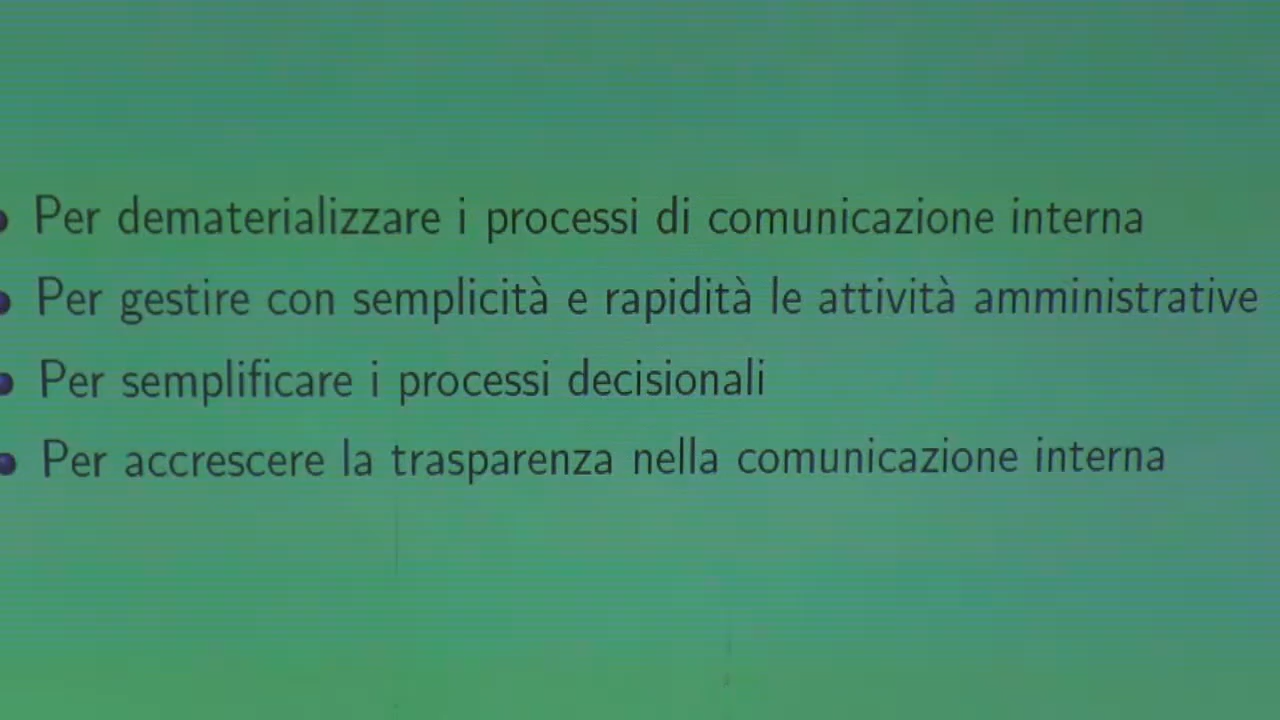 Per dematerializzare i processi di comunicazione interna
Per gestire con semplicità e rapidità le attività amministrative
Per semplificare i processi decisionali
Per accrescere la trasparenza nella comunicazione interna